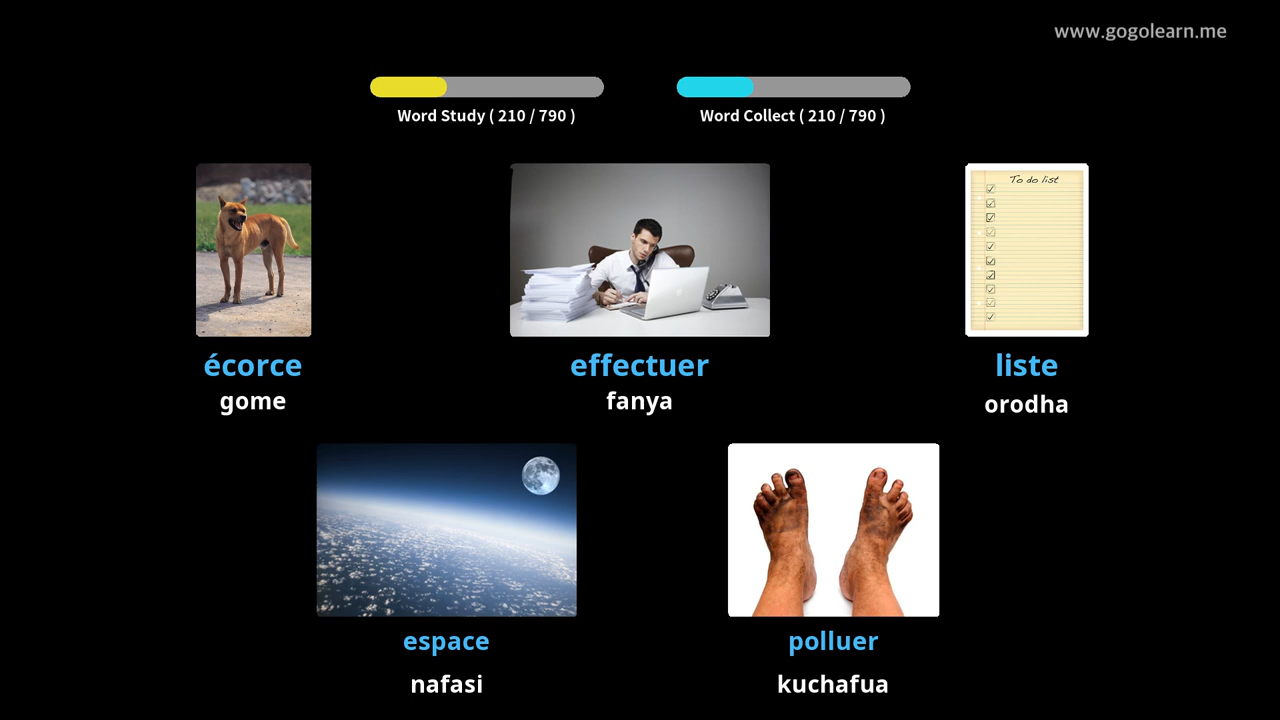 www.gogolearn.me
Word Study ( 210 / 790 )
Word Collect ( 210 / 790 )
To do list
écorce
effectuer
liste
gome
fanya
orodha
espace
polluer
nafasi
kuchafua